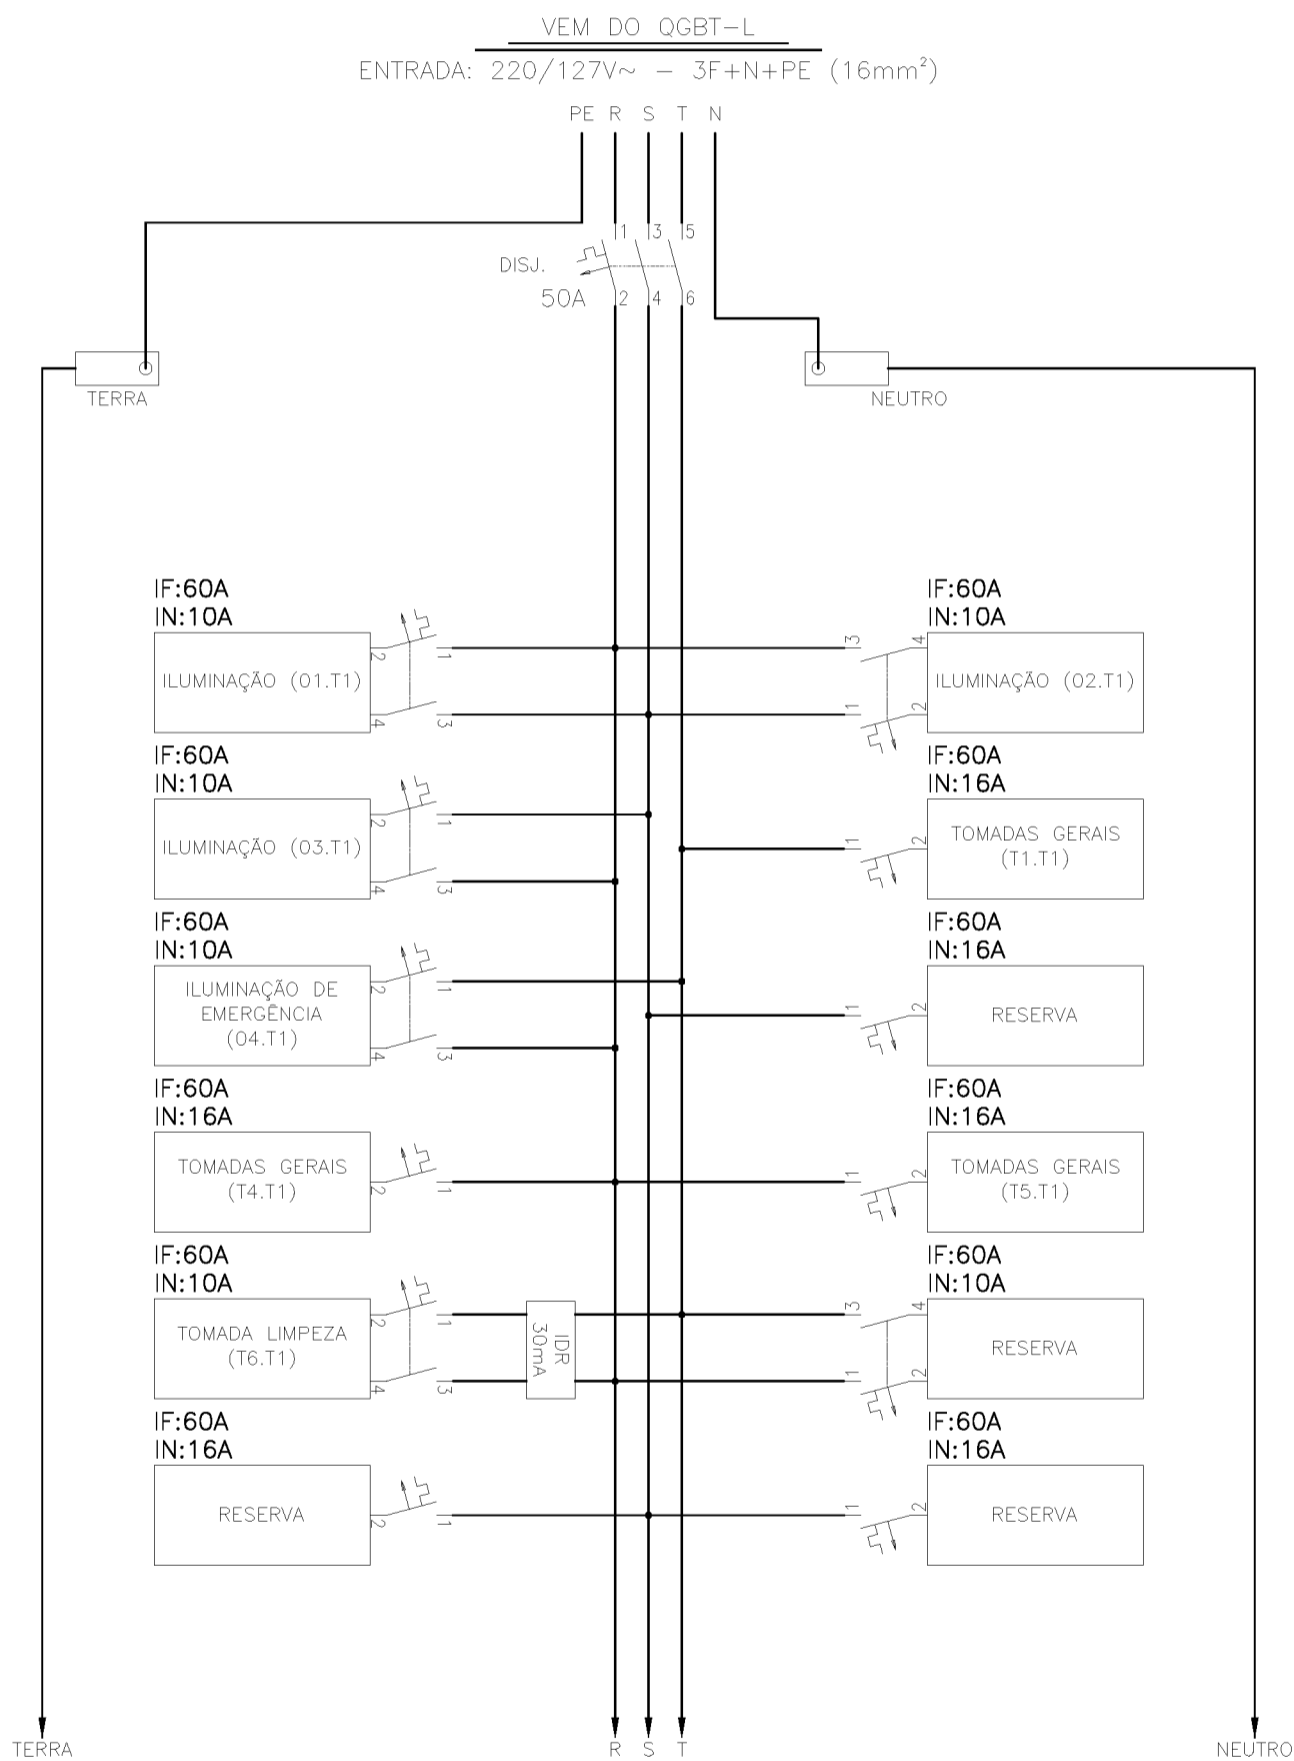 VEM DO QGBT-L
ENTRADA: 220/127V~ - 3F+N+PE (16mm²)
PE R S T N
1 3 5
DISJ.
50A
2 4 6
TERRA
NEUTRO
IF:60A
IN:10A
ILUMINAÇÃO (01.T1)
2 1
4 3
IF:60A
IN:10A
3 4
1 2
ILUMINAÇÃO (02.T1)
IF:60A
IN:10A
ILUMINAÇÃO (03.T1)
2 1
4 3
IF:60A
IN:16A
1 2
TOMADAS GERAIS
(T1.T1)
IF:60A
IN:10A
ILUMINAÇÃO DE
EMERGÊNCIA
(04.T1)
2 1
4 3
IF:60A
IN:16A
1 2
RESERVA
IF:60A
IN:16A
TOMADAS GERAIS
(T4.T1)
2 1
IF:60A
IN:16A
1 2
TOMADAS GERAIS
(T5.T1)
IF:60A
IN:10A
TOMADA LIMPEZA
(T6.T1)
2 1
4 3
IDR
30mA
IF:60A
IN:10A
3 4
1 2
RESERVA
IF:60A
IN:16A
RESERVA
2 1
IF:60A
IN:16A
1 2
RESERVA
TERRA
R S T
NEUTRO